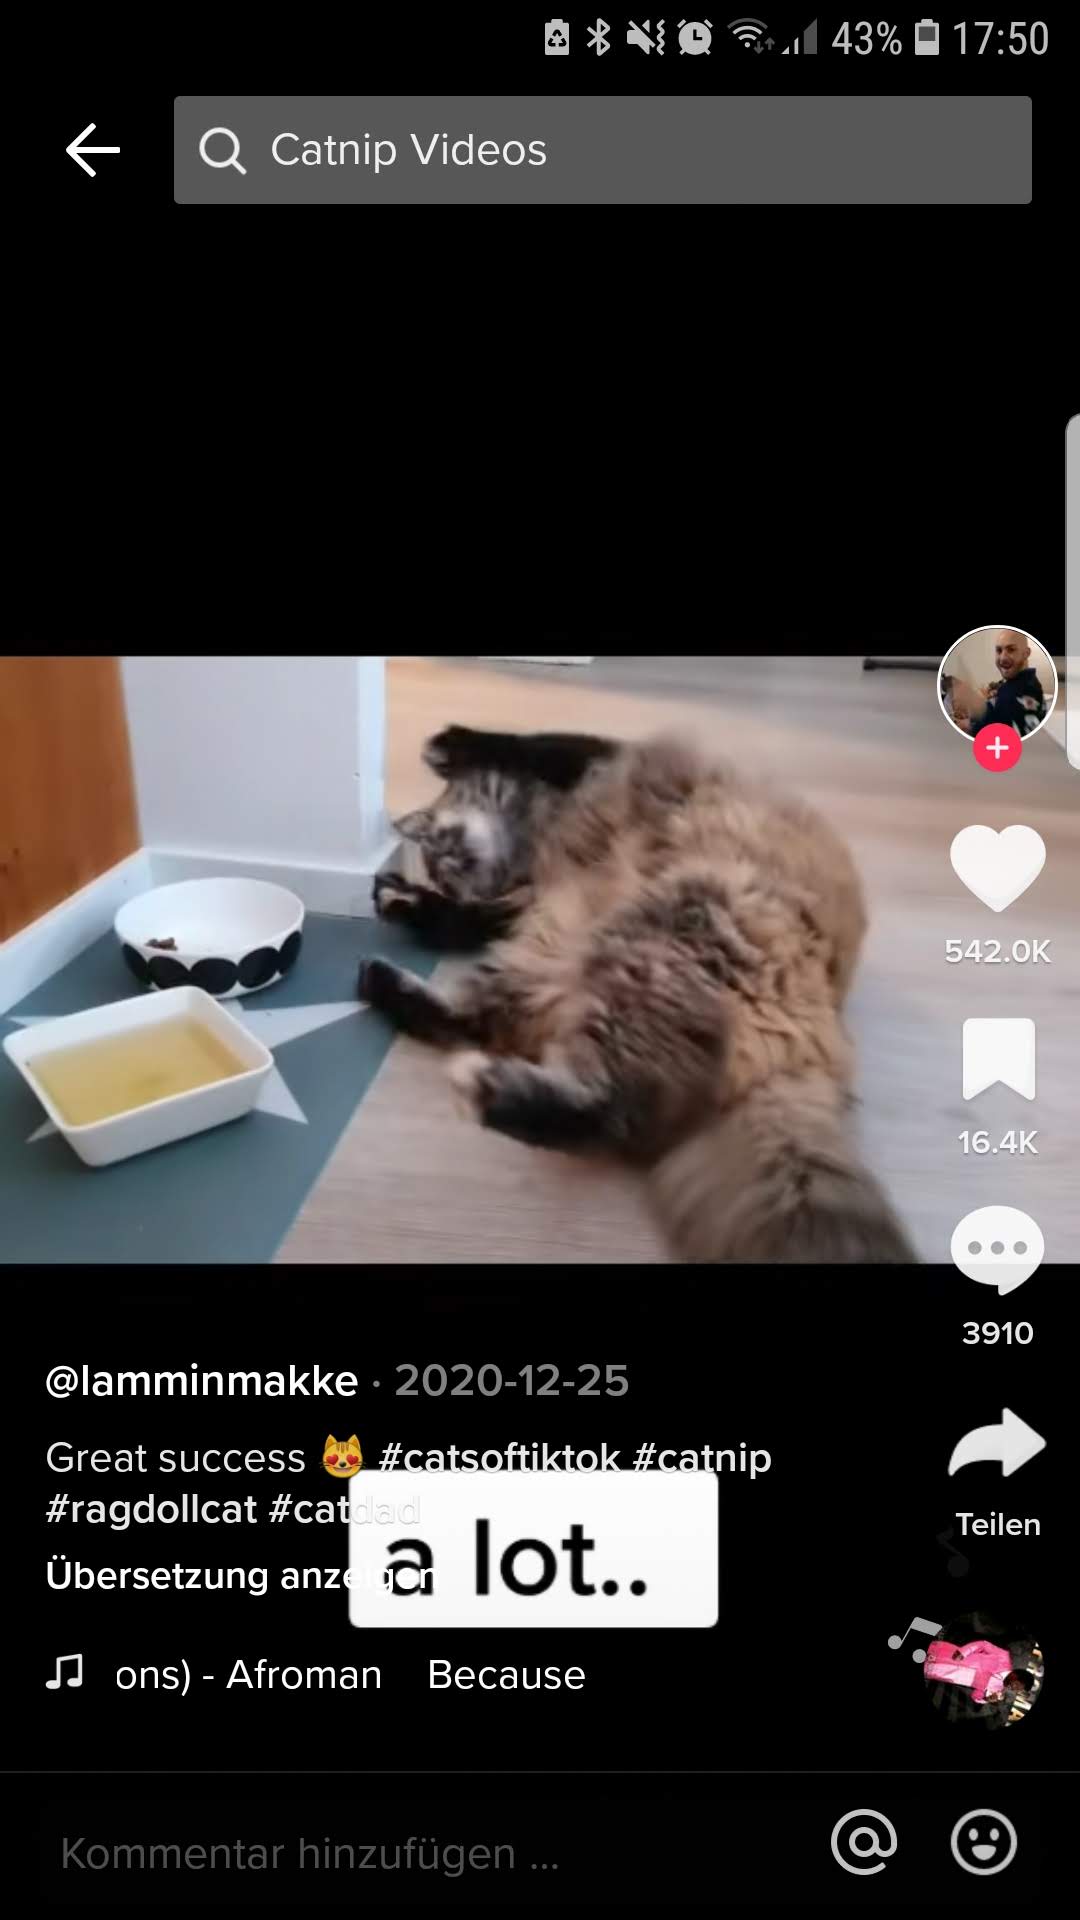 43% 17:50
Catnip Videos
542.0K
16.4K
3910
@lamminmakke · 2020-12-25
Great success 😻 #catsoftiktok #catnip
#ragdollcat #catdad
a lot..
Übersetzung anzeigen
Teilen
ons) - Afroman Because
Kommentar hinzufügen ...